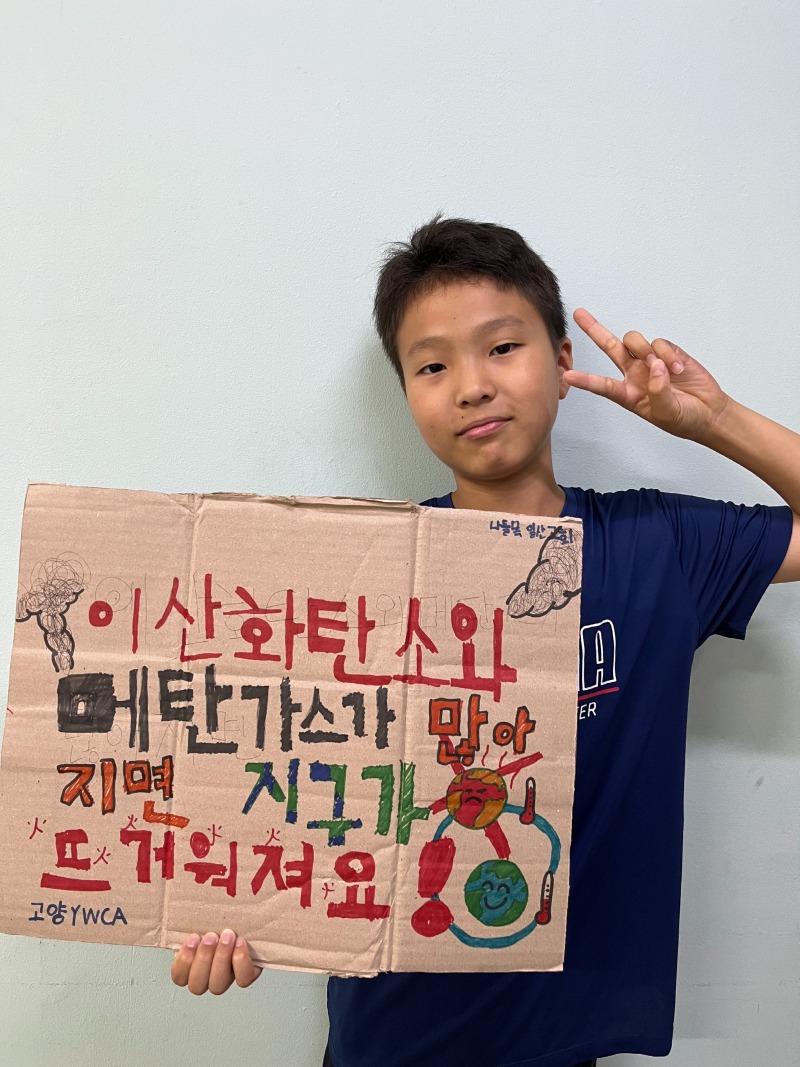 나들목 일산교회
이산화탄소와
메탄가스가 많아
지면 지구가
뜨거워져요!
고양YWCA
A
TER